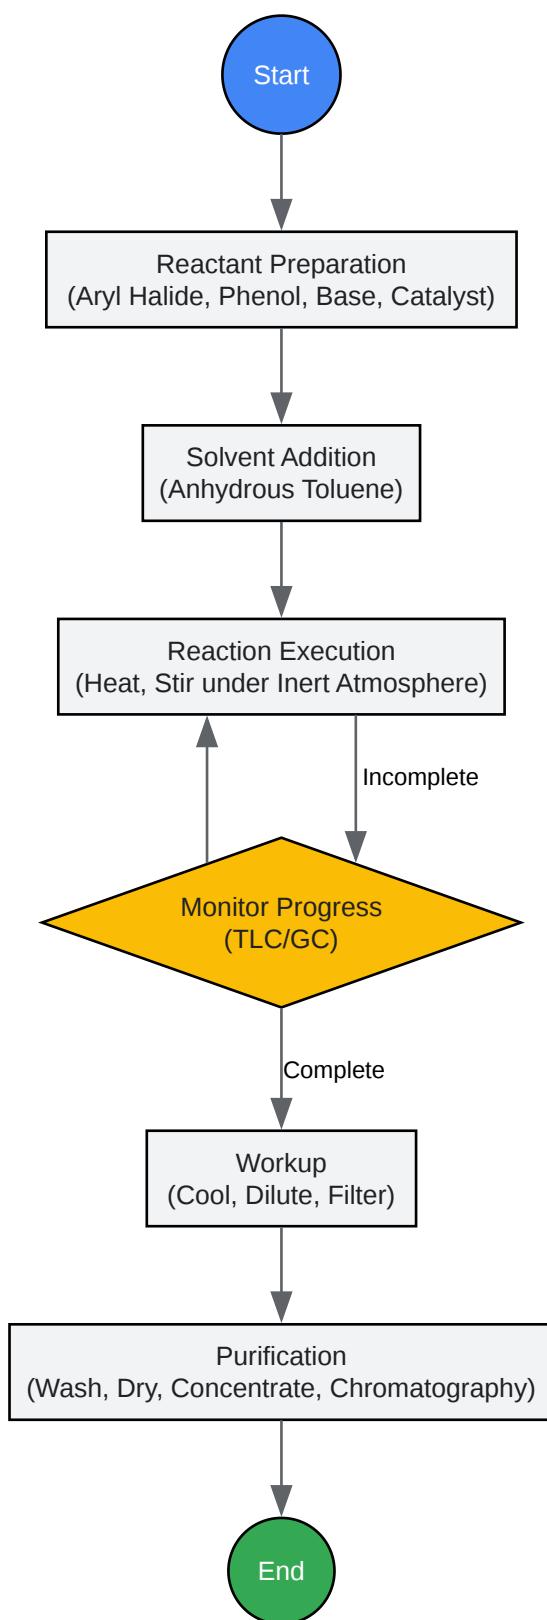 Start
Reactant Preparation
(Aryl Halide, Phenol, Base, Catalyst)
Solvent Addition
(Anhydrous Toluene)
Reaction Execution
(Heat, Stir under Inert Atmosphere)
Incomplete
Monitor Progress
(TLC/GC)
Complete
Workup
(Cool, Dilute, Filter)
Purification
(Wash, Dry, Concentrate, Chromatography)
End